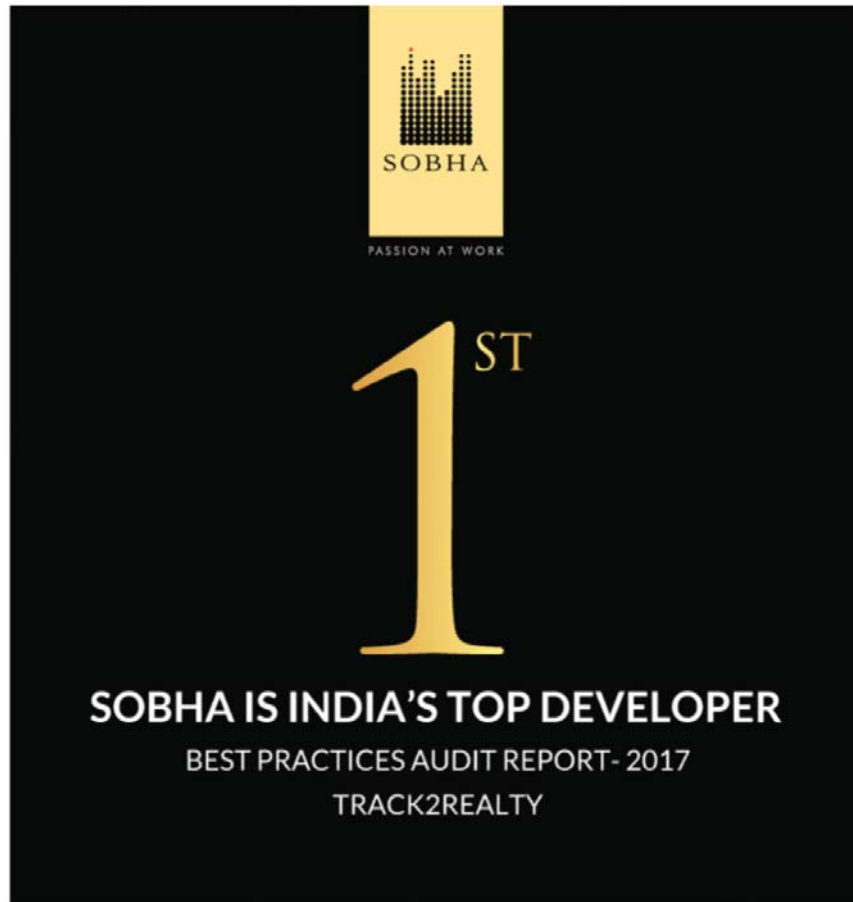 SOBHA
PASSION AT WORK
1ST
SOBHA IS INDIA'S TOP DEVELOPER
BEST PRACTICES AUDIT REPORT- 2017
TRACK2REALTY